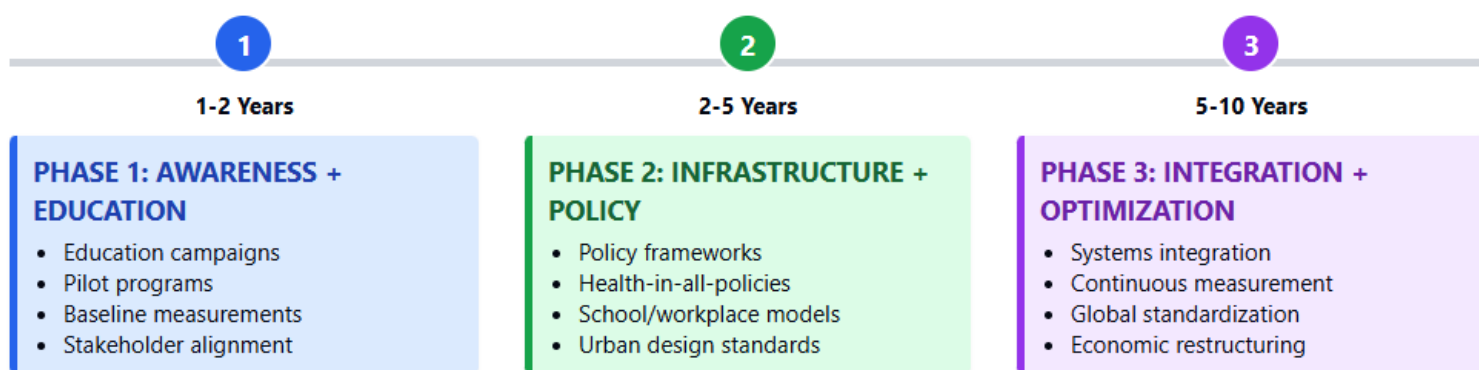 1
2
3
1-2 Years
2-5 Years
5-10 Years
PHASE 1: AWARENESS +
EDUCATION
• Education campaigns
• Pilot programs
• Baseline measurements
• Stakeholder alignment
PHASE 2: INFRASTRUCTURE +
POLICY
• Policy frameworks
• Health-in-all-policies
• School/workplace models
• Urban design standards
PHASE 3: INTEGRATION +
OPTIMIZATION
• Systems integration
• Continuous measurement
• Global standardization
• Economic restructuring